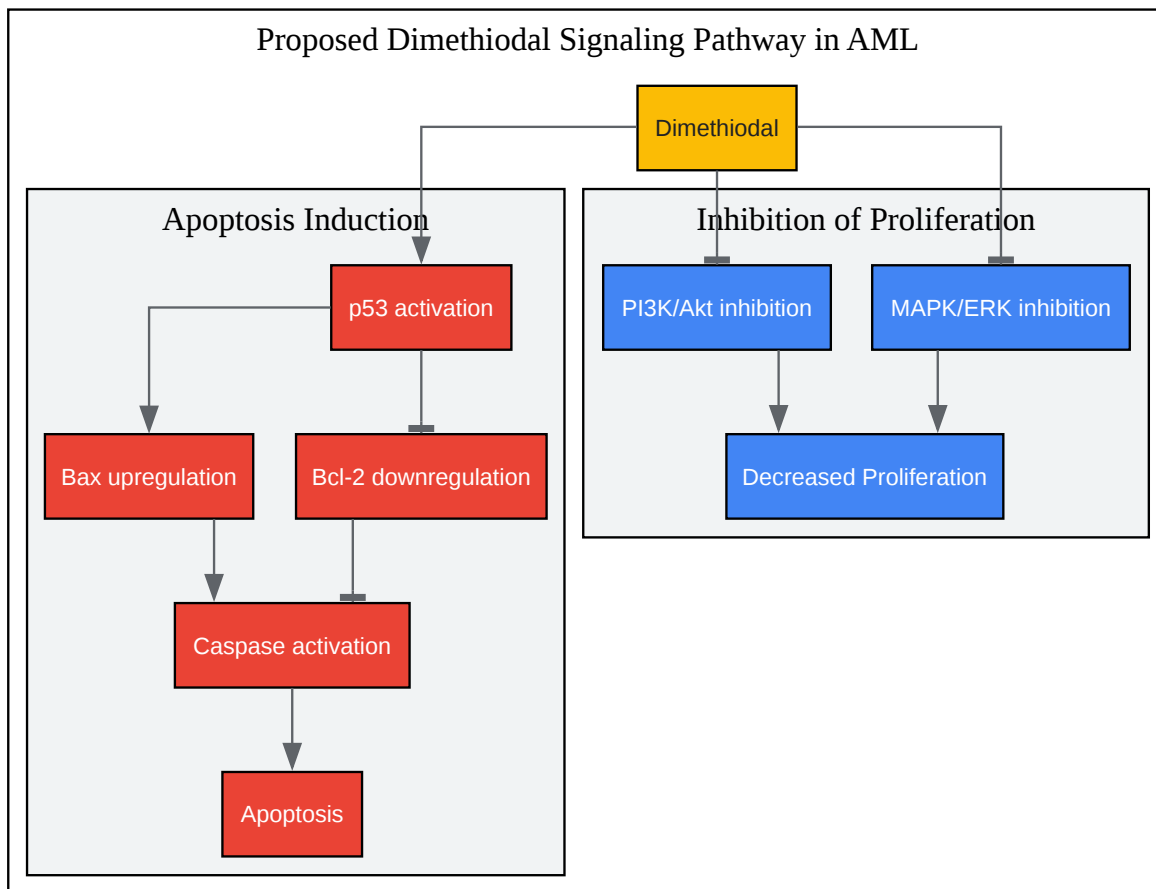 Proposed Dimethiodal Signaling Pathway in AML
Dimethiodal
Apoptosis Induction
p53 activation
Bax upregulation
Bcl-2 downregulation
Caspase activation
Apoptosis
Inhibition of Proliferation
PI3K/Akt inhibition
MAPK/ERK inhibition
Decreased Proliferation